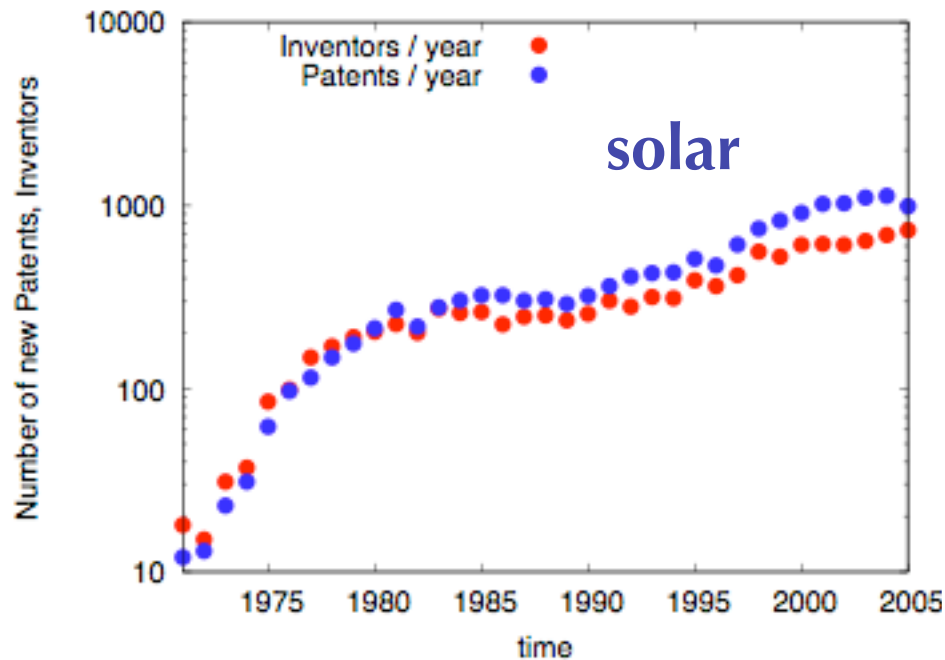 10000
Inventors / year
Patents / year
solar
1000
100
10
Number of new Patents, Inventors
1975 1980 1985 1990 1995 2000 2005
time